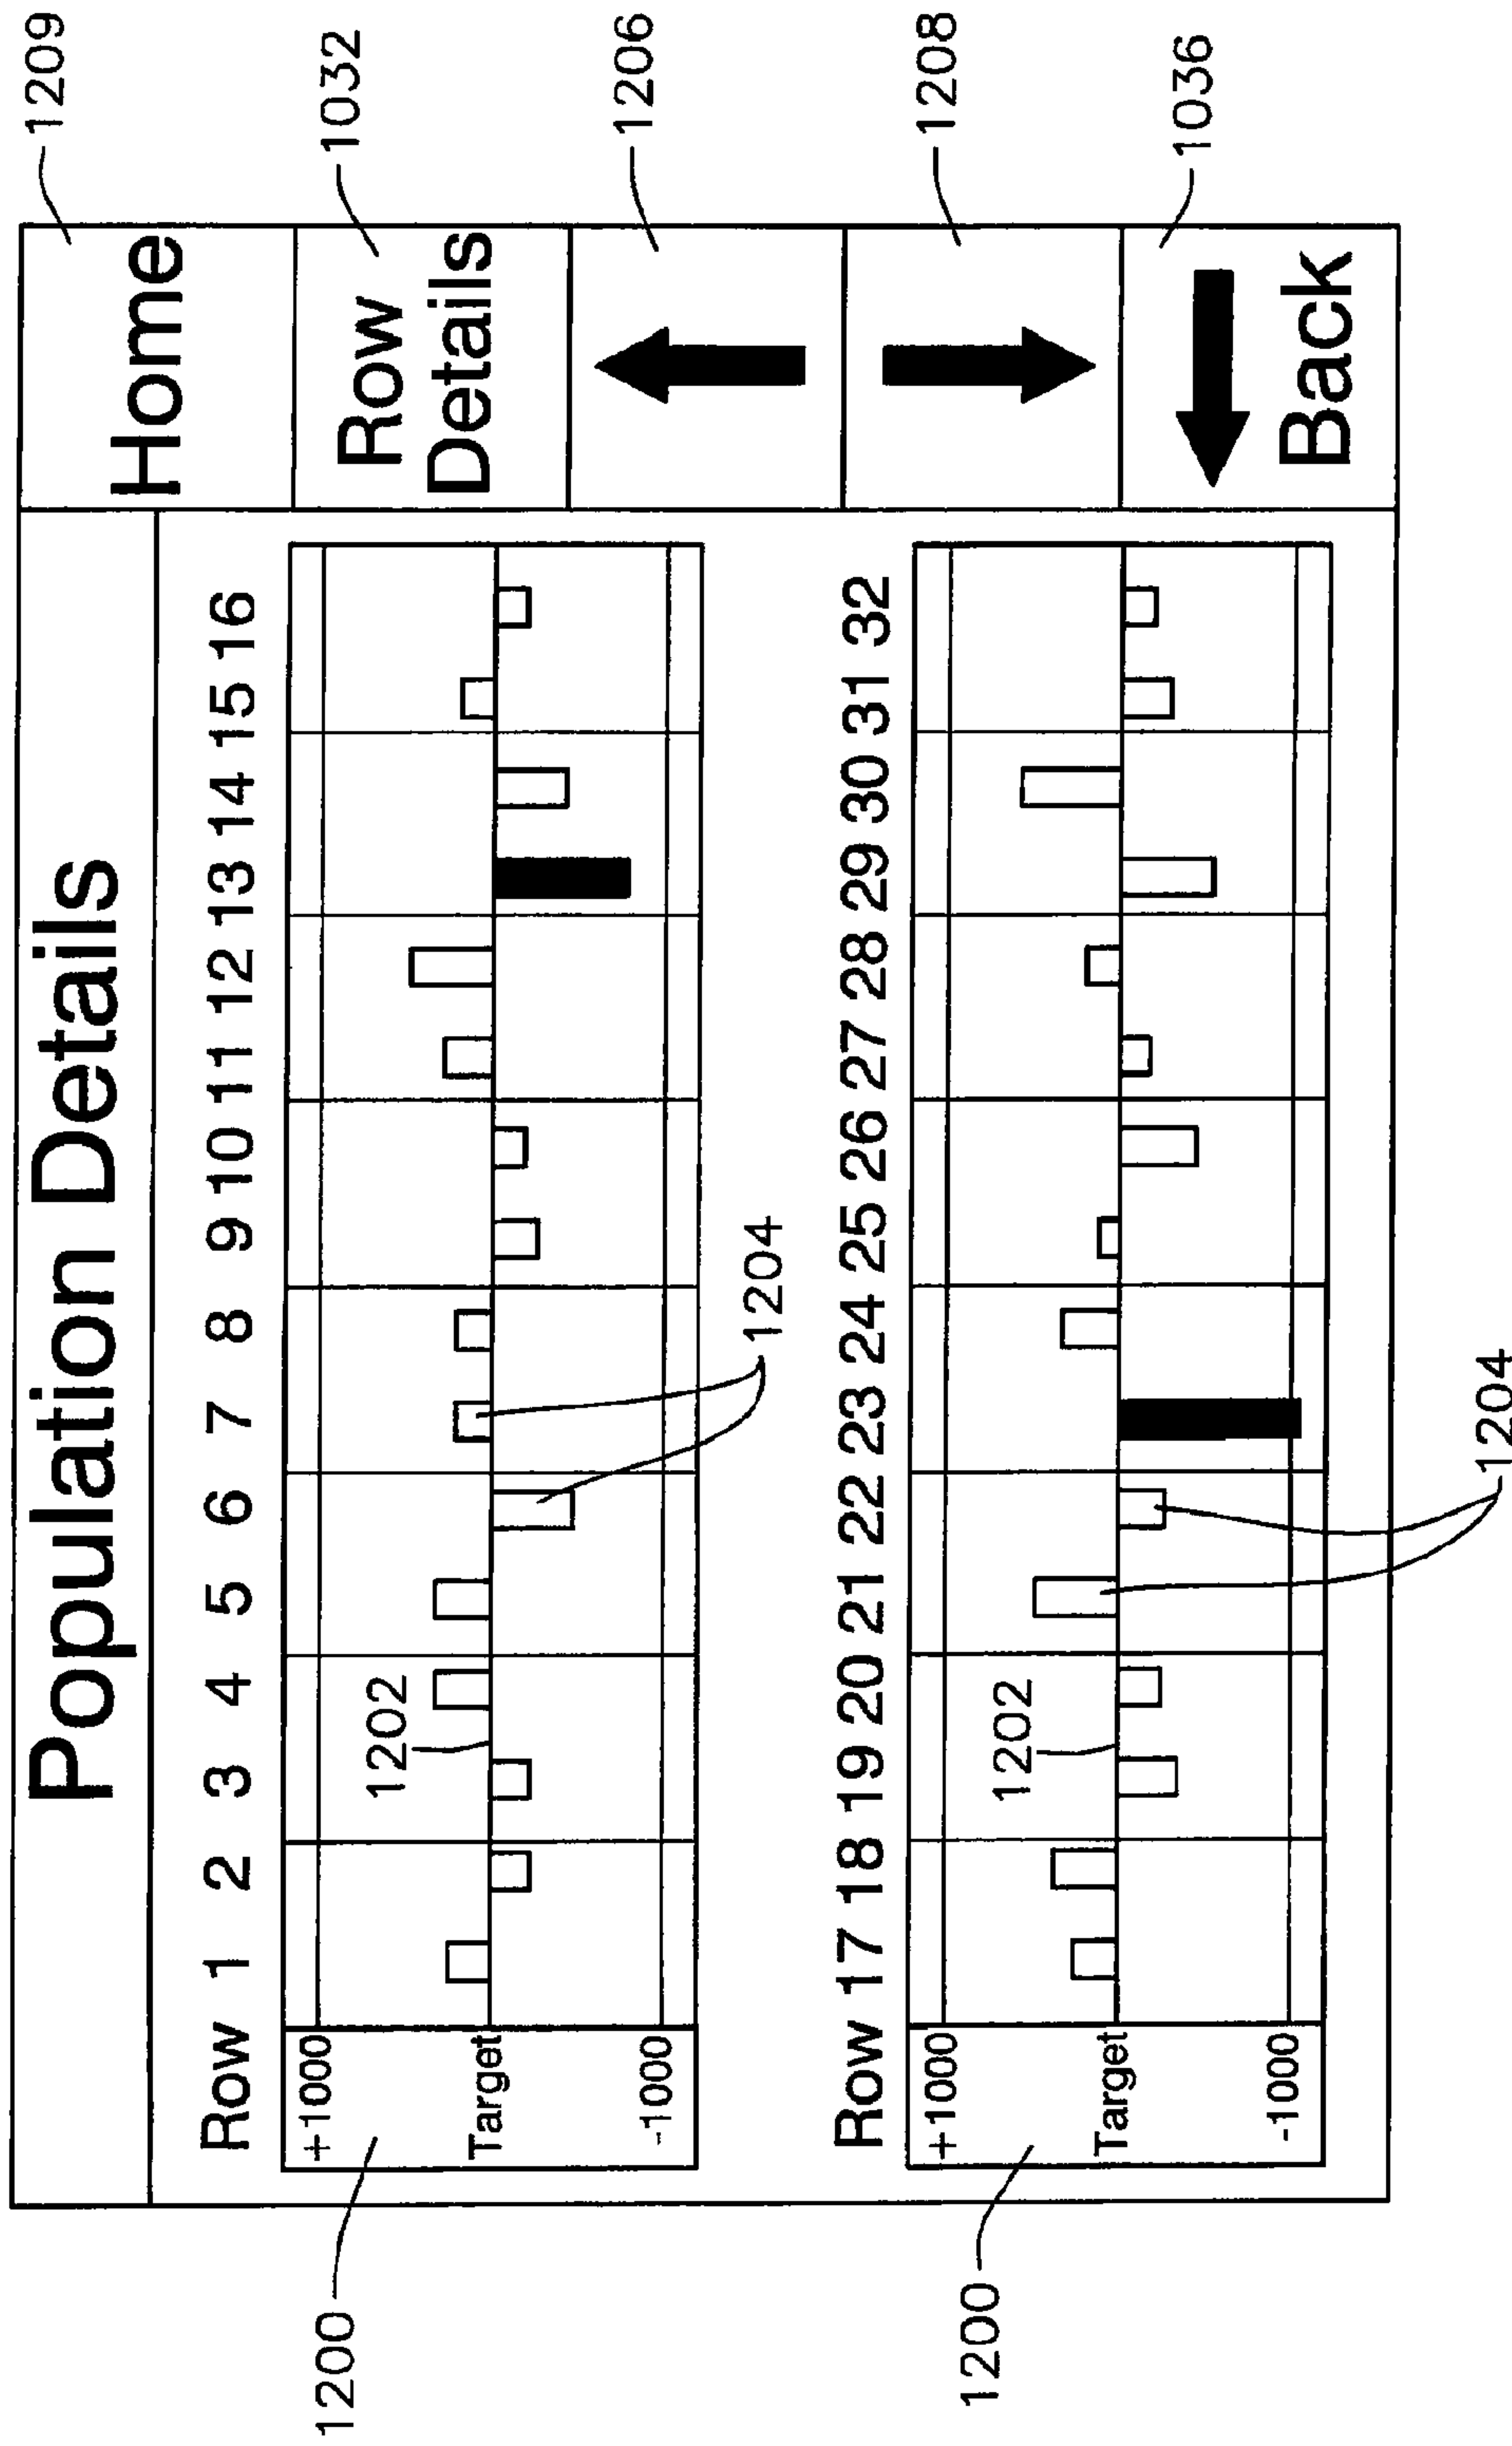 Population Details
Home
1209
Row 1 2 3 4 5 6 7 8 9 10 11 12 13 14 15 16
Row Details
1032
+1000
1202
Target
-1000
1200
1204
1206
Row 17 18 19 20 21 22 23 24 25 26 27 28 29 30 31 32
1208
+1000
1202
Target
-1000
1200
1204
Back
1036